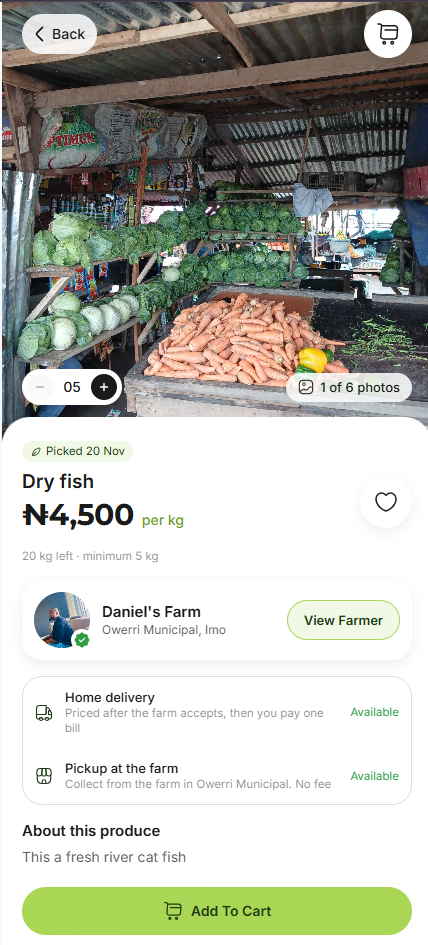 Back
05
1 of 6 photos
Picked 20 Nov
Dry fish
₦4,500 per kg
20 kg left · minimum 5 kg
Daniel's Farm
Owerri Municipal, Imo
View Farmer
Home delivery
Priced after the farm accepts, then you pay one
bill
Available
Pickup at the farm
Collect from the farm in Owerri Municipal. No fee
Available
About this produce
This a fresh river cat fish
Add To Cart